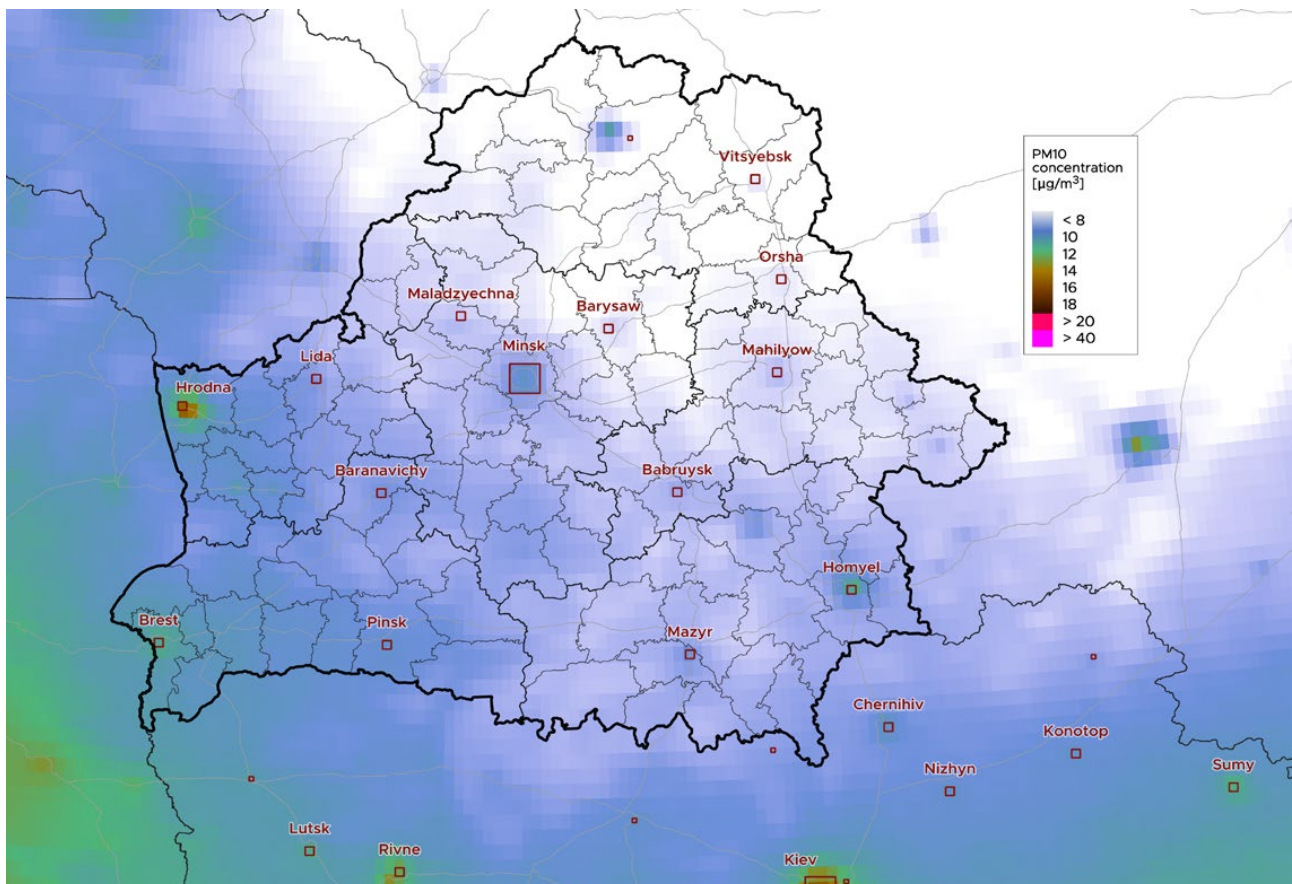 PM10
concentration
[µg/m³]
< 8
10
12
14
16
18
> 20
> 40
Vitsyebsk
Orsha
Maladzyechna
Barysaw
Minsk
Mahilyow
Lida
Hrodna
Baranavichy
Babruysk
Homyel
Brest
Pinsk
Mazyr
Chernihiv
Konotop
Nizhyn
Sumy
Lutsk
Rivne
Kiev